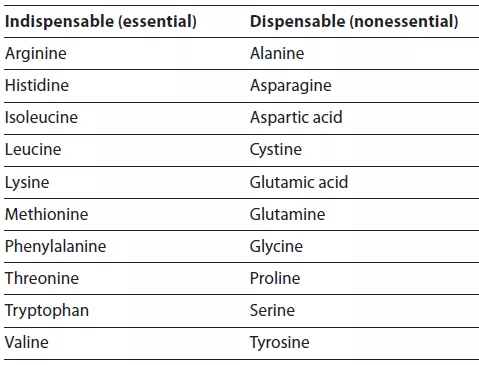 Indispensable (essential) Dispensable (nonessential)
Arginine Alanine
Histidine Asparagine
Isoleucine Aspartic acid
Leucine Cystine
Lysine Glutamic acid
Methionine Glutamine
Phenylalanine Glycine
Threonine Proline
Tryptophan Serine
Valine Tyrosine